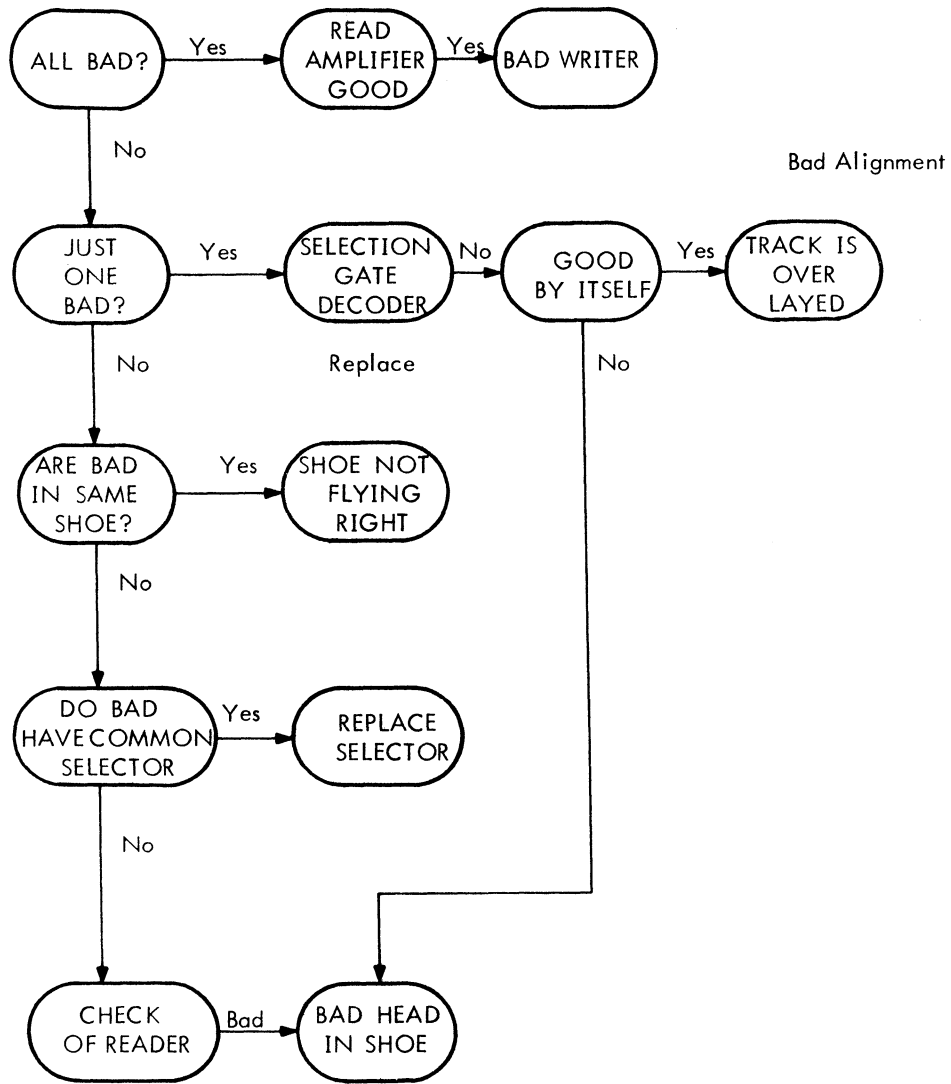 ALL BAD?
Yes
READ
AMPLIFIER
GOOD
Yes
BAD WRITER
No
Bad Alignment
JUST
ONE
BAD?
Yes
SELECTION
GATE
DECODER
No
GOOD
BY ITSELF
Yes
TRACK IS
OVER
LAYED
No
Replace
No
ARE BAD
IN SAME
SHOE?
Yes
SHOE NOT
FLYING
RIGHT
No
DO BAD
HAVE COMMON
SELECTOR
Yes
REPLACE
SELECTOR
No
CHECK
OF READER
Bad
BAD HEAD
IN SHOE